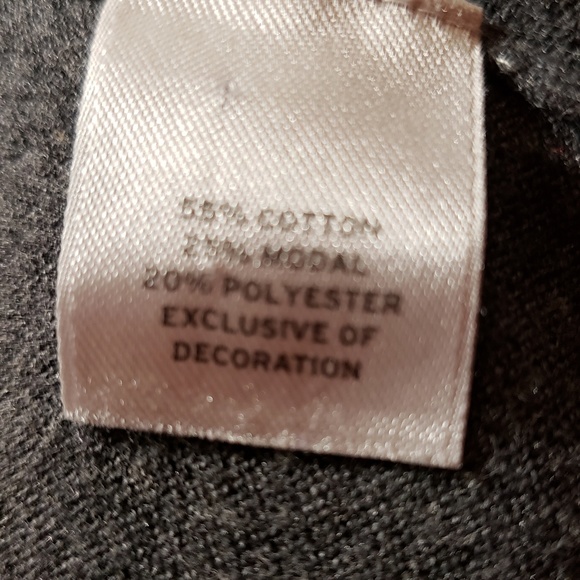 55% COTTON
25% MODAL
20% POLYESTER
EXCLUSIVE OF
DECORATION